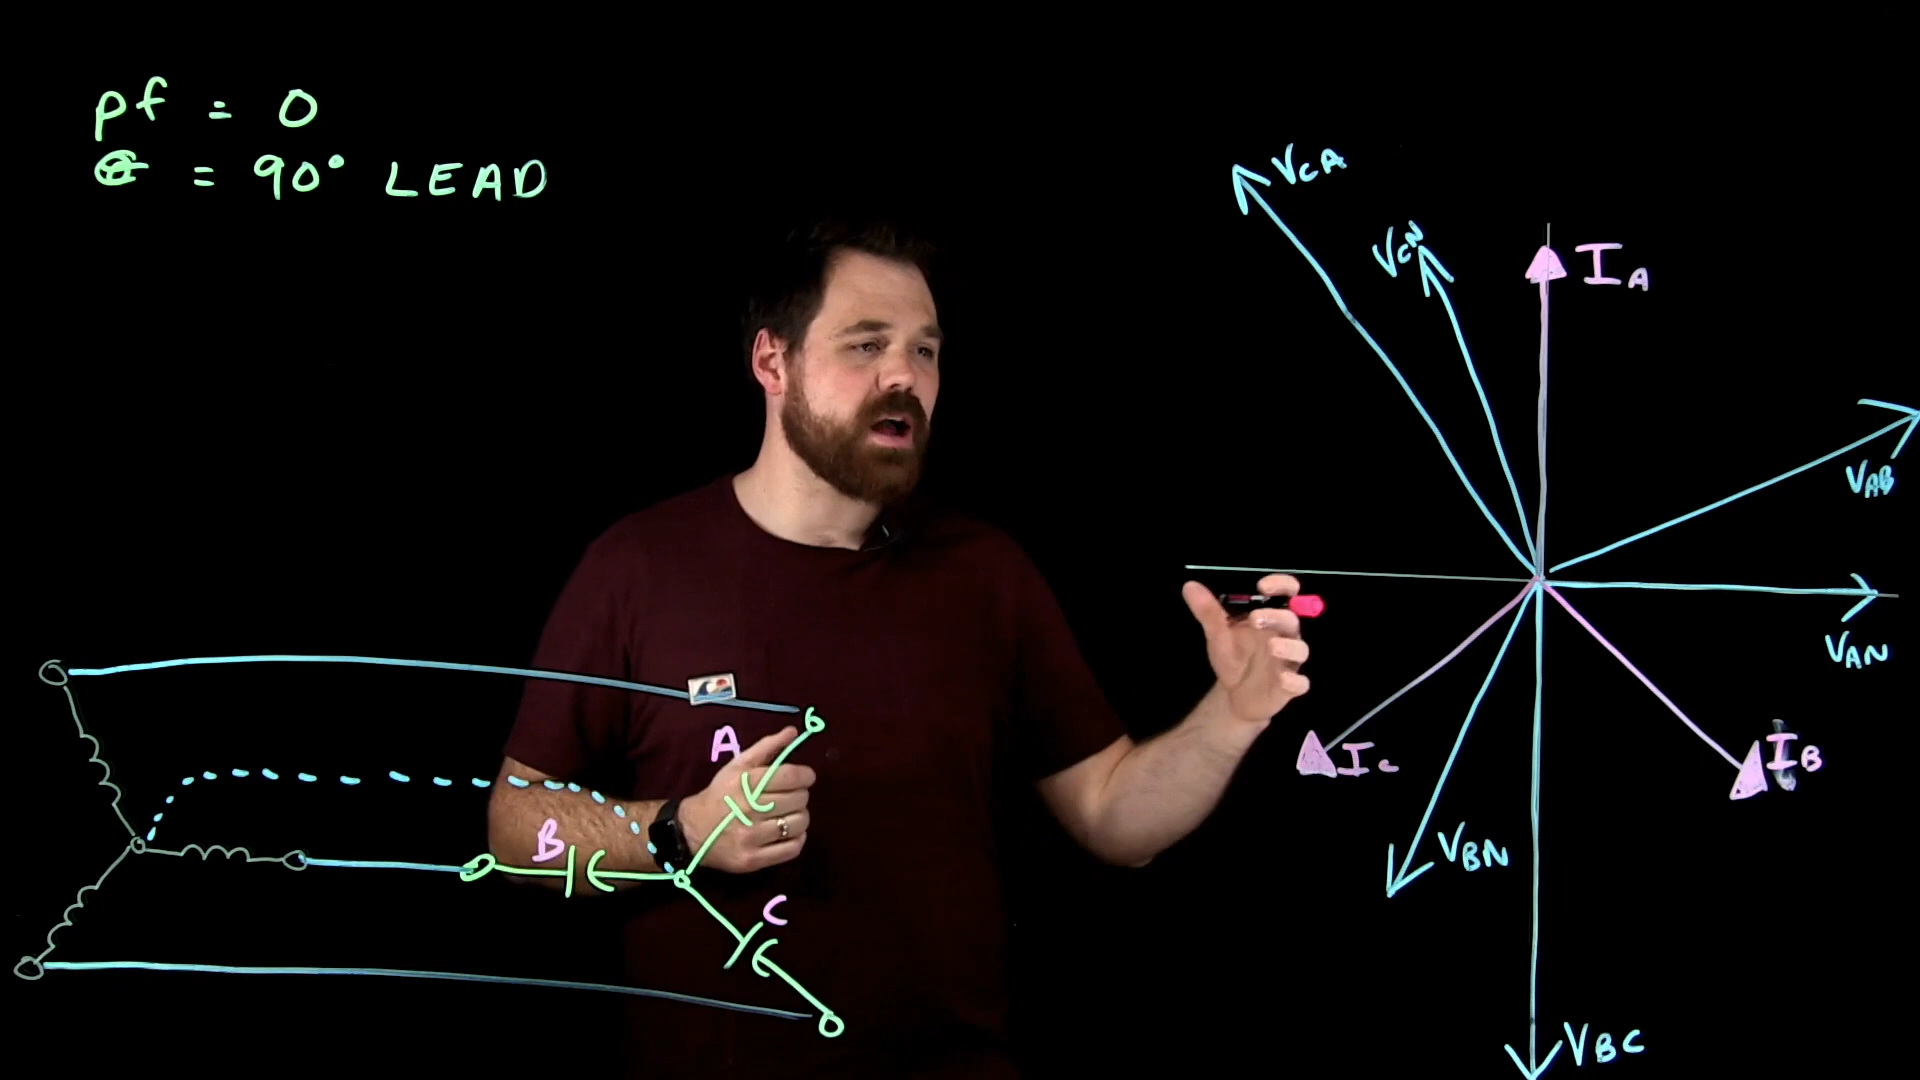 pf = 0
θ = 90° LEAD
VCA
VCN
IA
VAB
VAN
IC
IB
VBN
VBC
A
B
C